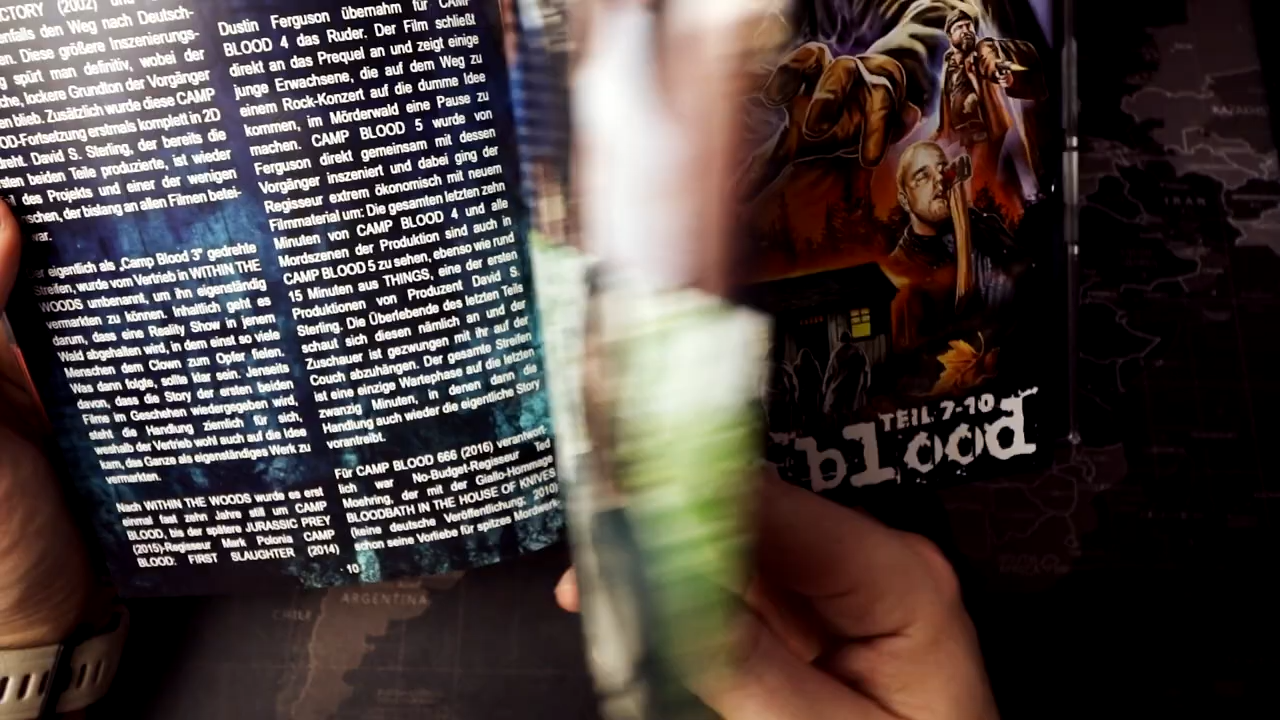 CTORY (2002) und
enfalls den Weg nach Deutsch-
en. Diese größere Inszenierungs-
g spürt man definitiv, wobei der
che, lockere Grundton der Vorgänger
en blieb. Zusätzlich wurde diese CAMP
OD-Fortsetzung erstmals komplett in 2D
dreht. David S. Sterling, der bereits die
rsten beiden Teile produzierte, ist wieder
des Projekts und einer der wenigen
schen, der bislang an allen Filmen betei-
war.
er eigentlich als „Camp Blood 3" gedrehte
Streifen, wurde vom Vertrieb in WITHIN THE
WOODS umbenannt, um ihn eigenständig
vermarkten zu können. Inhaltlich geht es
darum, dass eine Reality Show in jenem
Wald abgehalten wird, in dem einst so viele
Menschen dem Clown zum Opfer fielen.
Was dann folgte, sollte klar sein. Jenseits
davon, dass die Story der ersten beiden
Filme im Geschehen wiedergegeben wird,
steht die Handlung ziemlich für sich,
weshalb der Vertrieb wohl auch auf die Idee
kam, das Ganze als eigenständiges Werk zu
vermarkten.
Nach WITHIN THE WOODS wurde es erst
einmal fast zehn Jahre still um CAMP
BLOOD, bis der spätere JURASSIC PREY
(2015)-Regisseur Mark Polonia CAMP
BLOOD: FIRST SLAUGHTER (2014)
Dustin Ferguson übernahm für CAMP
BLOOD 4 das Ruder. Der Film schließt
direkt an das Prequel an und zeigt einige
junge Erwachsene, die auf dem Weg zu
einem Rock-Konzert auf die dumme Idee
kommen, im Mörderwald eine Pause zu
machen. CAMP BLOOD 5 wurde von
Ferguson direkt gemeinsam mit dessen
Vorgänger inszeniert und dabei ging der
Regisseur extrem ökonomisch mit neuem
Filmmaterial um: Die gesamten letzten zehn
Minuten von CAMP BLOOD 4 und alle
Mordszenen der Produktion sind auch in
CAMP BLOOD 5 zu sehen, ebenso wie rund
15 Minuten aus THINGS, eine der ersten
Produktionen von Produzent David S.
Sterling. Die Überlebende des letzten Teils
schaut sich diesen nämlich an und der
Zuschauer ist gezwungen mit ihr auf der
Couch abzuhängen. Der gesamte Streifen
ist eine einzige Wartephase auf die letzten
zwanzig Minuten, in denen dann die
Handlung auch wieder die eigentliche Story
vorantreibt.
Für CAMP BLOOD 666 (2016) verantwort-
lich war No-Budget-Regisseur Ted
Moehring, der mit der Giallo-Hommage
BLOODBATH IN THE HOUSE OF KNIVES
(keine deutsche Veröffentlichung; 2010)
schon seine Vorliebe für spitzes Mordwerk-
- 10
TEIL 7-10
blood
ARGENTINA
CHILE
IRAN